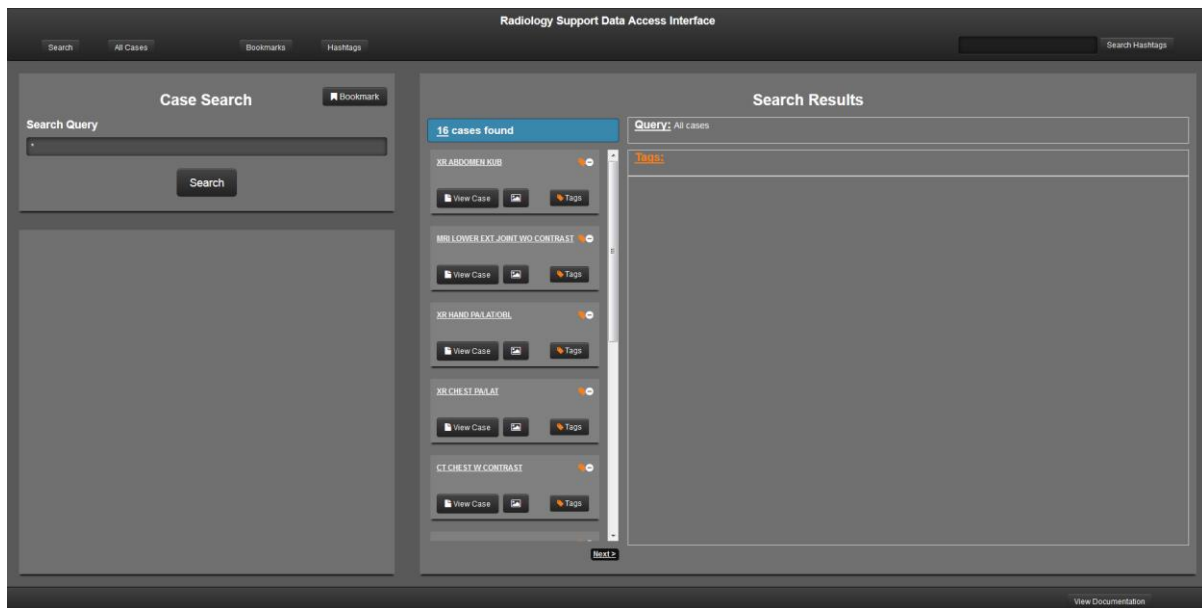 Radiology Support Data Access Interface
Search All Cases Bookmarks Hashtags Search Hashtags
Case Search
Bookmark
Search Query
*
Search
Search Results
16 cases found
Query: All cases
Tags:
XR ABDOMEN KUB
View Case Tags
MRI LOWER EXT JOINT WO CONTRAST
View Case Tags
XR HAND PA/LAT/OBL
View Case Tags
XR CHEST PA/LAT
View Case Tags
CT CHEST W CONTRAST
View Case Tags
Next >
View Documentation